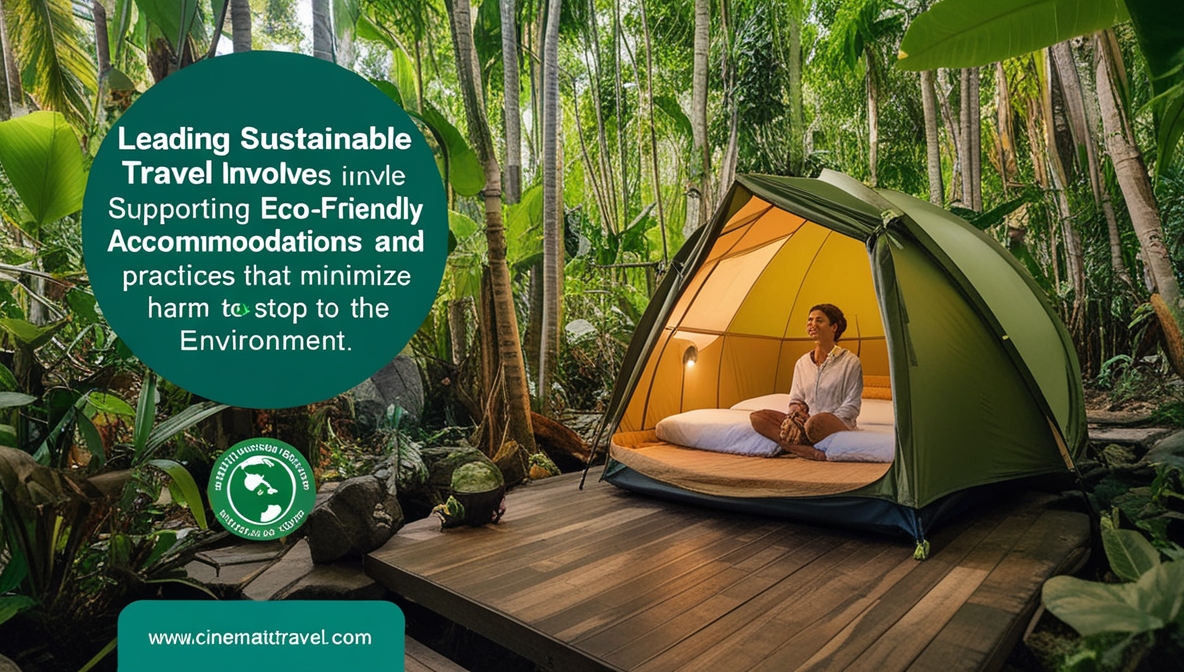 Leading Sustainable
Travel Involves invle
Supporting Eco-Friendly
Accommoodations and
practices that minimize
harm to stop to the
Environment.
www.cinemattravel.com